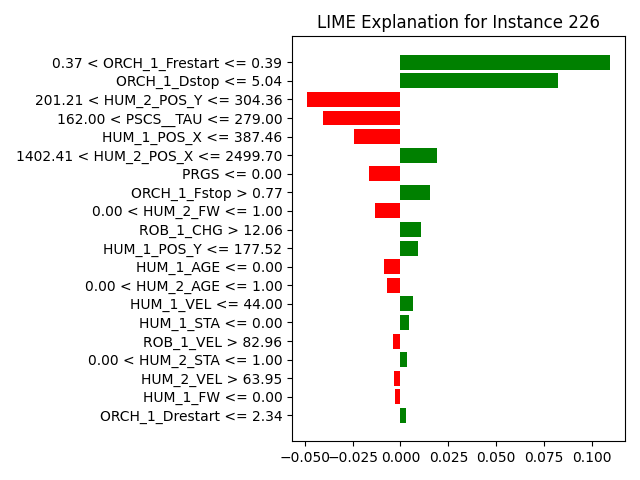 LIME Explanation for Instance 226
0.37 < ORCH_1_Frestart <= 0.39
ORCH_1_Dstop <= 5.04
201.21 < HUM_2_POS_Y <= 304.36
162.00 < PSCS__TAU <= 279.00
HUM_1_POS_X <= 387.46
1402.41 < HUM_2_POS_X <= 2499.70
PRGS <= 0.00
ORCH_1_Fstop > 0.77
0.00 < HUM_2_FW <= 1.00
ROB_1_CHG > 12.06
HUM_1_POS_Y <= 177.52
HUM_1_AGE <= 0.00
0.00 < HUM_2_AGE <= 1.00
HUM_1_VEL <= 44.00
HUM_1_STA <= 0.00
ROB_1_VEL > 82.96
0.00 < HUM_2_STA <= 1.00
HUM_2_VEL > 63.95
HUM_1_FW <= 0.00
ORCH_1_Drestart <= 2.34
−0.050 −0.025 0.000 0.025 0.050 0.075 0.100